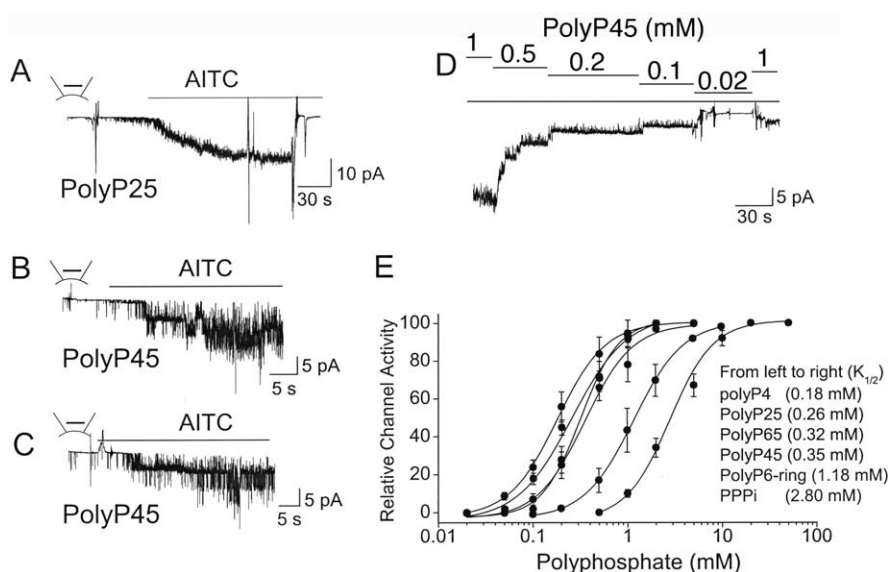 A
AITC
PolyP25
10 pA
30 s
B
AITC
PolyP45
5 pA
5 s
C
AITC
PolyP45
5 pA
5 s
PolyP45 (mM)
D
1
0.5
0.2
0.1
0.02
1
5 pA
30 s
E
Relative Channel Activity
100
80
60
40
20
0
0.01 0.1 1 10 100
Polyphosphate (mM)
From left to right (K1/2)
polyP4 (0.18 mM)
PolyP25 (0.26 mM)
PolyP65 (0.32 mM)
PolyP45 (0.35 mM)
PolyP6-ring (1.18 mM)
PPPi (2.80 mM)